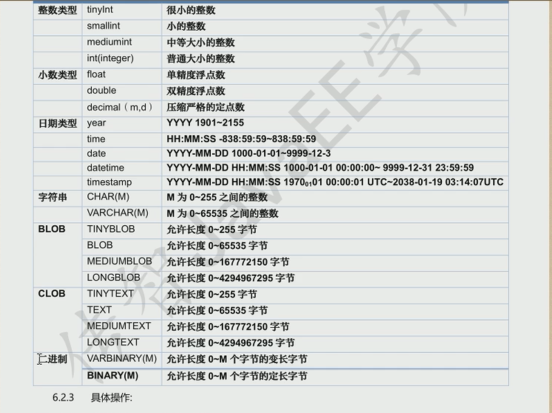 整数类型 tinyInt 很小的整数
smallint 小的整数
mediumint 中等大小的整数
int(integer) 普通大小的整数
小数类型 float 单精度浮点数
double 双精度浮点数
decimal（m,d） 压缩严格的定点数
日期类型 year YYYY 1901~2155
time HH:MM:SS -838:59:59~838:59:59
date YYYY-MM-DD 1000-01-01~9999-12-3
datetime YYYY-MM-DD HH:MM:SS 1000-01-01 00:00:00~ 9999-12-31 23:59:59
timestamp YYYY-MM-DD HH:MM:SS 1970~01~01 00:00:01 UTC~2038-01-19 03:14:07UTC
字符串 CHAR(M) M 为 0~255 之间的整数
VARCHAR(M) M 为 0~65535 之间的整数
BLOB TINYBLOB 允许长度 0~255 字节
BLOB 允许长度 0~65535 字节
MEDIUMBLOB 允许长度 0~167772150 字节
LONGBLOB 允许长度 0~4294967295 字节
CLOB TINYTEXT 允许长度 0~255 字节
TEXT 允许长度 0~65535 字节
MEDIUMTEXT 允许长度 0~167772150 字节
LONGTEXT 允许长度 0~4294967295 字节
二进制 VARBINARY(M) 允许长度 0~M 个字节的变长字节
BINARY(M) 允许长度 0~M 个字节的定长字节
6.2.3 具体操作:
传智JavaEE学院